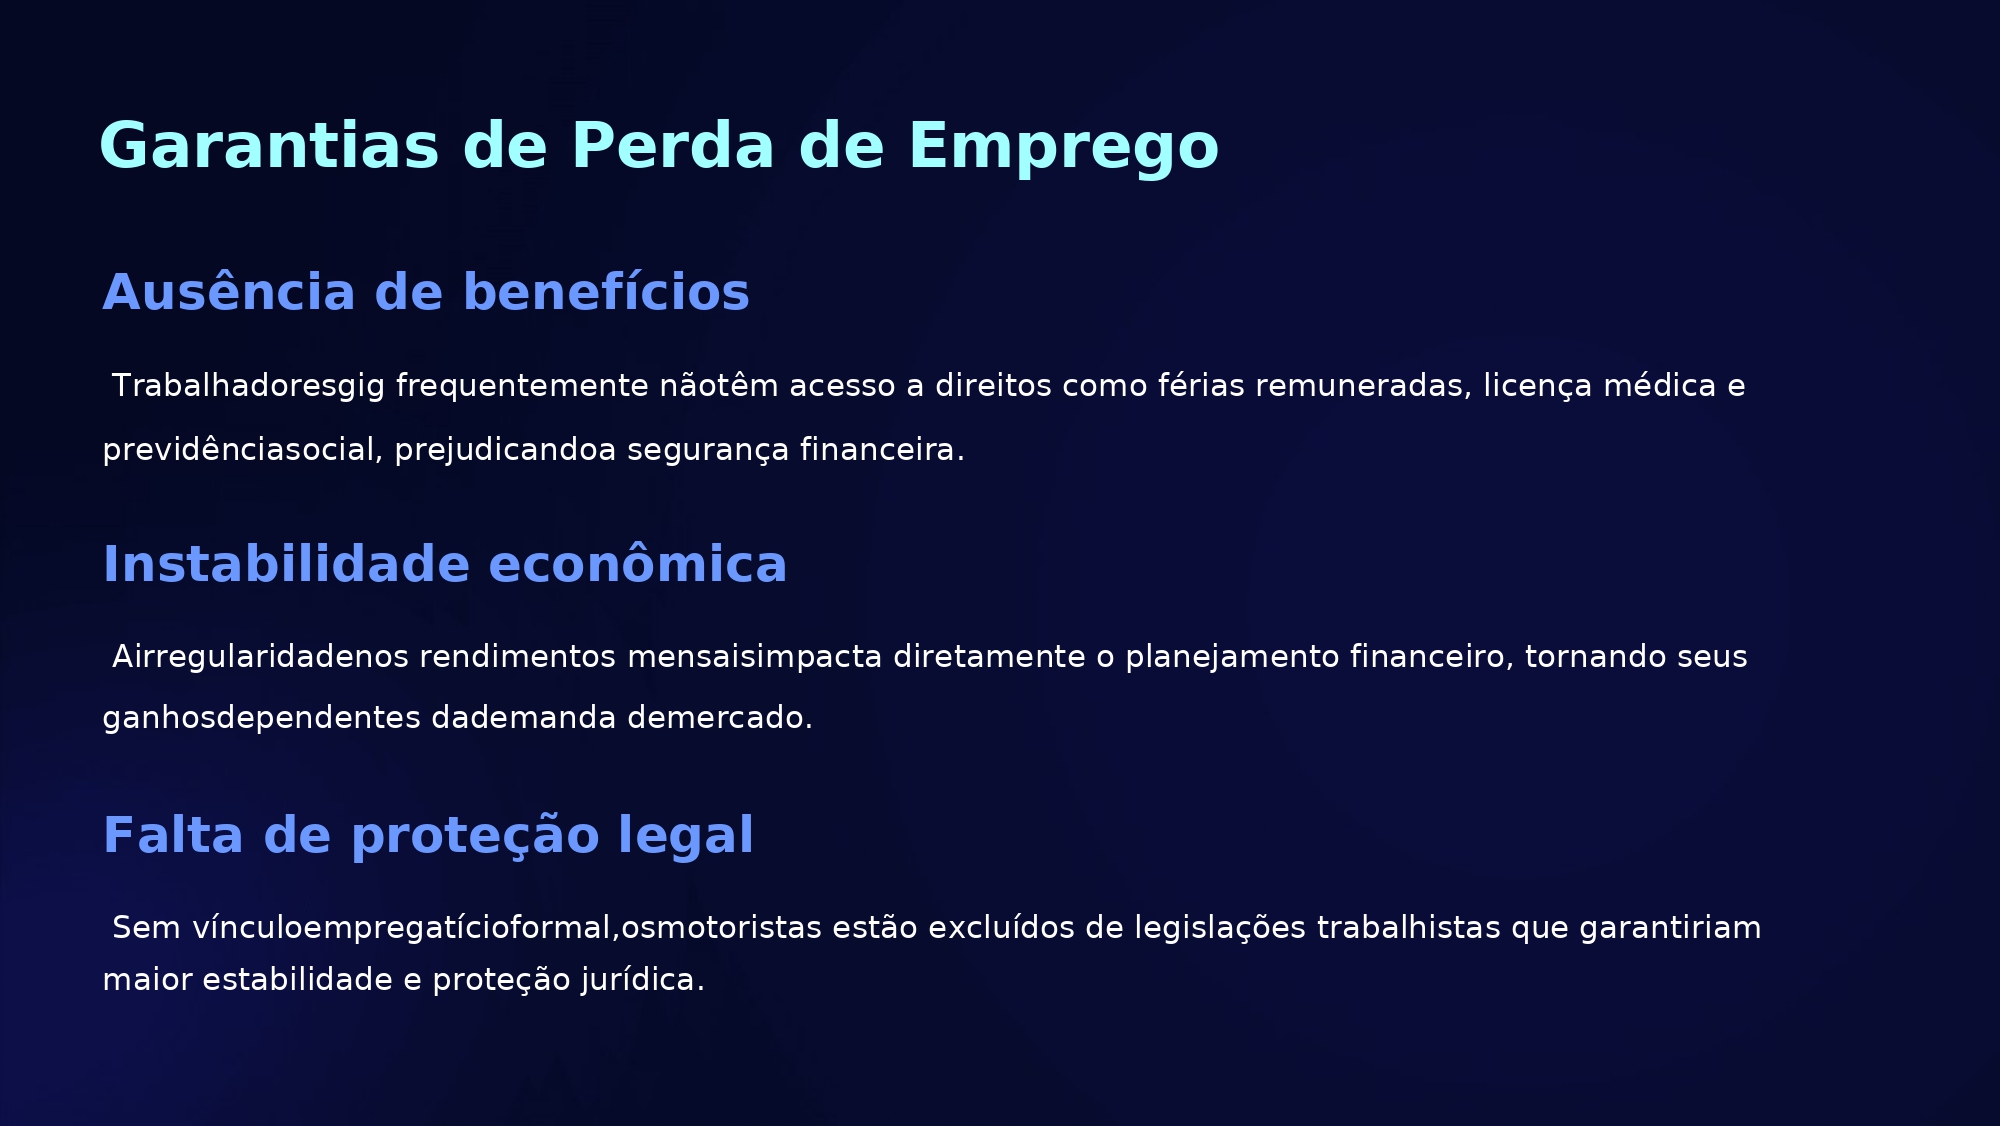 Garantias de Perda de Emprego
Ausência de benefícios
Trabalhadoresgig frequentemente nãotêm acesso a direitos como férias remuneradas, licença médica e
previdênciasocial, prejudicandoa segurança financeira.
Instabilidade econômica
Airregularidadenos rendimentos mensaisimpacta diretamente o planejamento financeiro, tornando seus
ganhosdependentes dademanda demercado.
Falta de proteção legal
Sem vínculoempregatícioformal,osmotoristas estão excluídos de legislações trabalhistas que garantiriam
maior estabilidade e proteção jurídica.